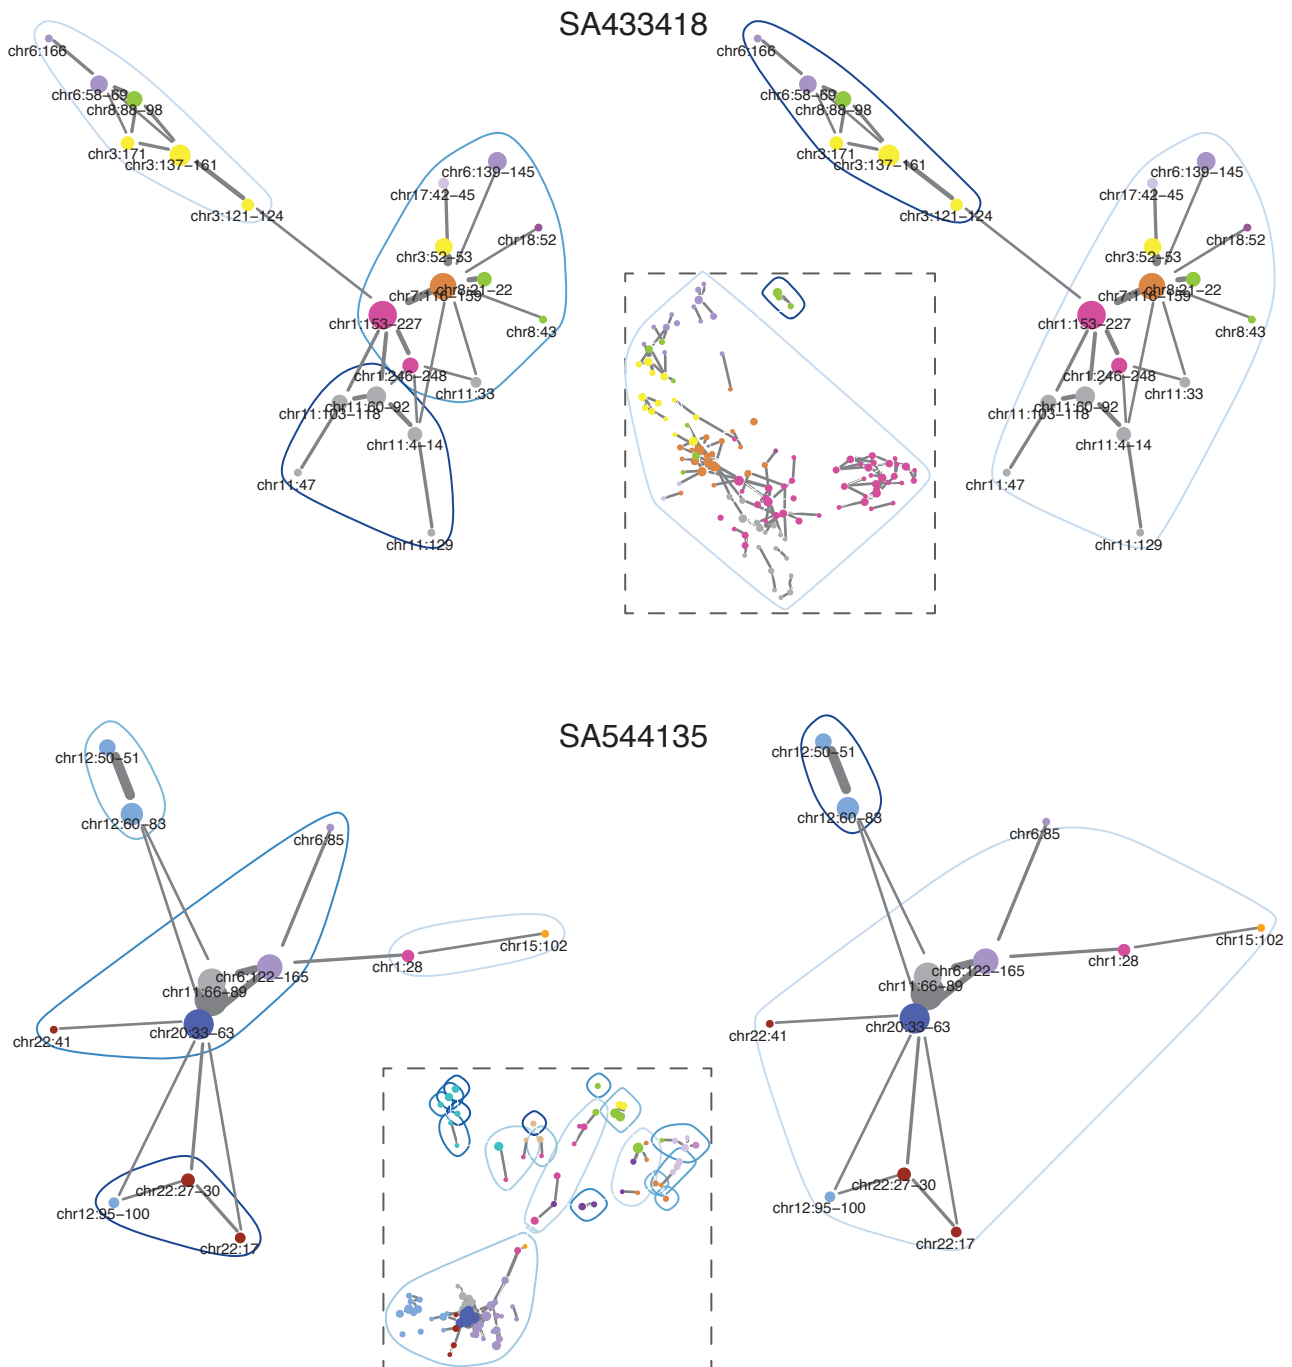 SA433418
chr6:166
chr6:58–69
chr8:88–98
chr3:171
chr3:137–161
chr3:121–124
chr6:139–145
chr17:42–45
chr18:52
chr3:52–53
chr8:21–22
chr7:116–159
chr1:153–227
chr8:43
chr1:246–248
chr11:33
chr11:60–92
chr11:103–118
chr11:4–14
chr11:47
chr11:129
chr6:166
chr6:58–69
chr8:88–98
chr3:171
chr3:137–161
chr3:121–124
chr6:139–145
chr17:42–45
chr18:52
chr3:52–53
chr8:21–22
chr7:116–159
chr1:153–227
chr8:43
chr1:246–248
chr11:33
chr11:60–92
chr11:103–118
chr11:4–14
chr11:47
chr11:129
SA544135
chr12:50–51
chr12:60–83
chr6:85
chr15:102
chr1:28
chr6:122–165
chr11:66–89
chr20:33–63
chr22:41
chr22:27–30
chr12:95–100
chr22:17
chr12:50–51
chr12:60–83
chr6:85
chr15:102
chr1:28
chr6:122–165
chr11:66–89
chr20:33–63
chr22:41
chr22:27–30
chr12:95–100
chr22:17